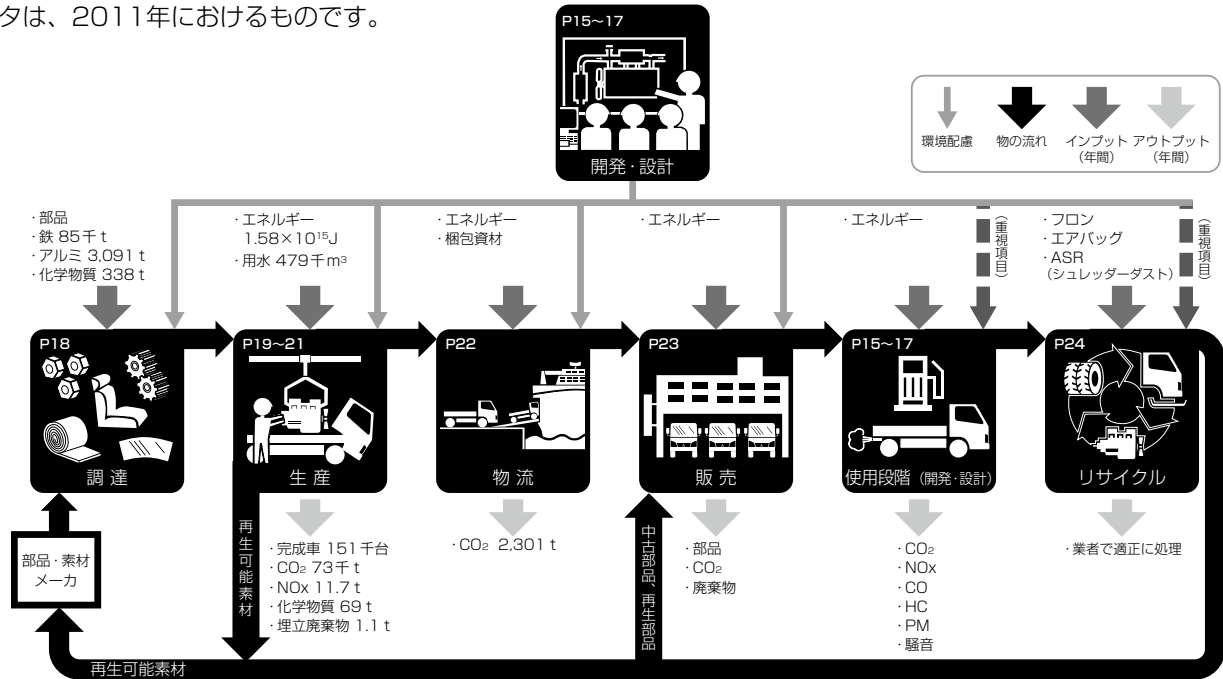 タは、2011年におけるものです。
P15~17
開発・設計
環境配慮
物の流れ
インプット
(年間)
アウトプット
(年間)
・部品
・鉄 85千t
・アルミ 3,091t
・化学物質 338t
・エネルギー
1.58×10¹⁵J
・用水 479千m³
・エネルギー
・梱包資材
・エネルギー
・エネルギー
(重視項目)
・フロン
・エアバッグ
・ASR
(シュレッダーダスト)
(重視項目)
P18
調達
P19~21
生産
P22
物流
P23
販売
P15~17
使用段階(開発・設計)
P24
リサイクル
部品・素材
メーカ
再生可能素材
・完成車 151千台
・CO₂ 73千t
・NOx 11.7t
・化学物質 69t
・埋立廃棄物 1.1t
・CO₂ 2,301t
中古部品、再生部品
・部品
・CO₂
・廃棄物
・CO₂
・NOx
・CO
・HC
・PM
・騒音
・業者で適正に処理
再生可能素材